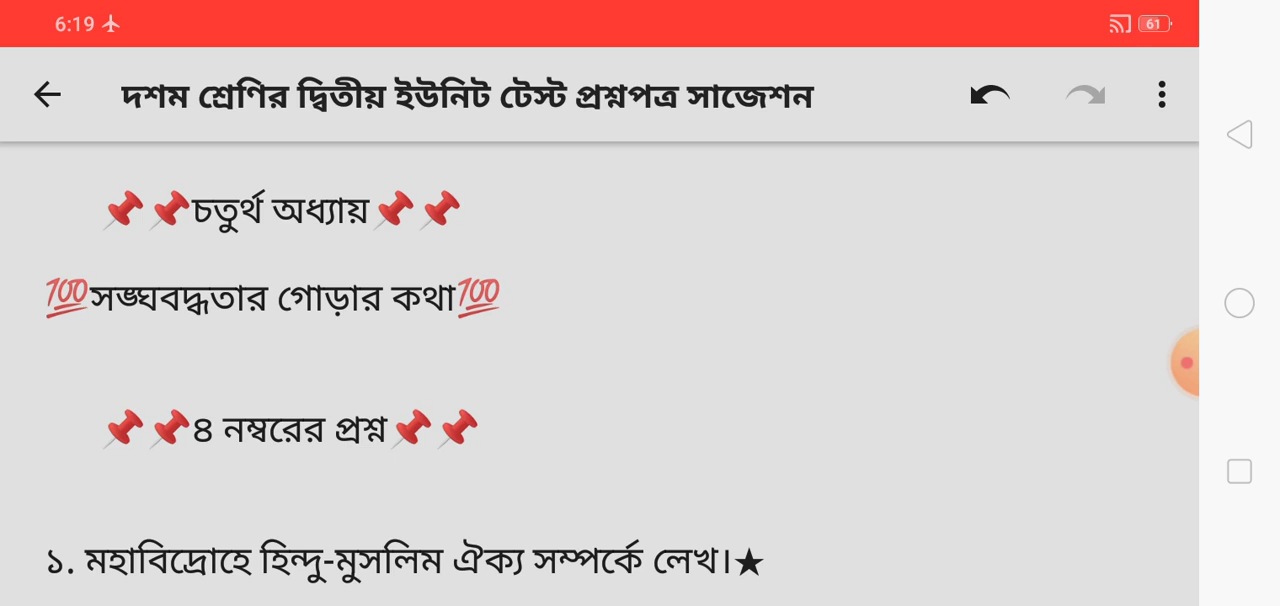 6:19
61
দশম শ্রেণির দ্বিতীয় ইউনিট টেস্ট প্রশ্নপত্র সাজেশন
📌📌চতুর্থ অধ্যায়📌📌
💯সঙ্ঘবদ্ধতার গোড়ার কথা💯
📌📌৪ নম্বরের প্রশ্ন📌📌
১. মহাবিদ্রোহে হিন্দু-মুসলিম ঐক্য সম্পর্কে লেখ।★